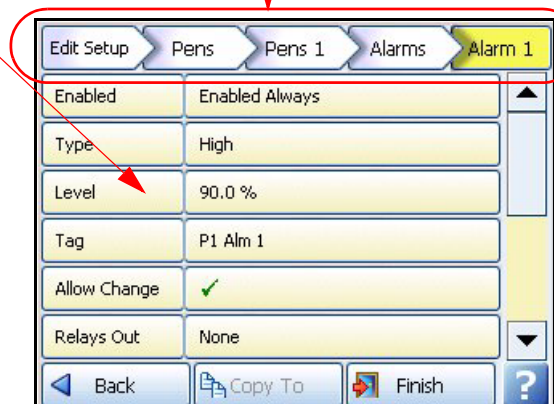 Edit Setup Pens Pens 1 Alarms Alarm 1
Enabled Enabled Always
Type High
Level 90.0 %
Tag P1 Alm 1
Allow Change ✓
Relays Out None
Back Copy To Finish ?